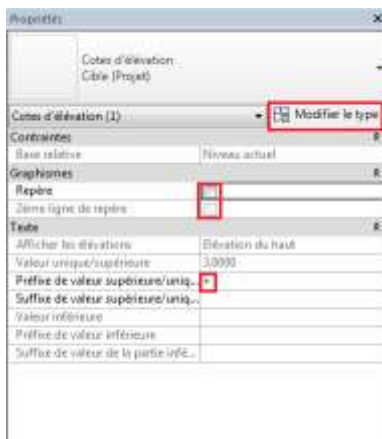 Propriétés
Cotes d'élévation
Cible (Projet)
Cotes d'élévation (1)
Modifier le type
Contraintes
Base relative Niveau actuel
Graphismes
Repère
2ème ligne de repère
Texte
Afficher les élévations Elévation du haut
Valeur unique/supérieure 3.0000
Préfixe de valeur supérieure/uniq... +
Suffixe de valeur supérieure/uniq...
Valeur inférieure
Préfixe de valeur inférieure
Suffixe de valeur de la partie infé...